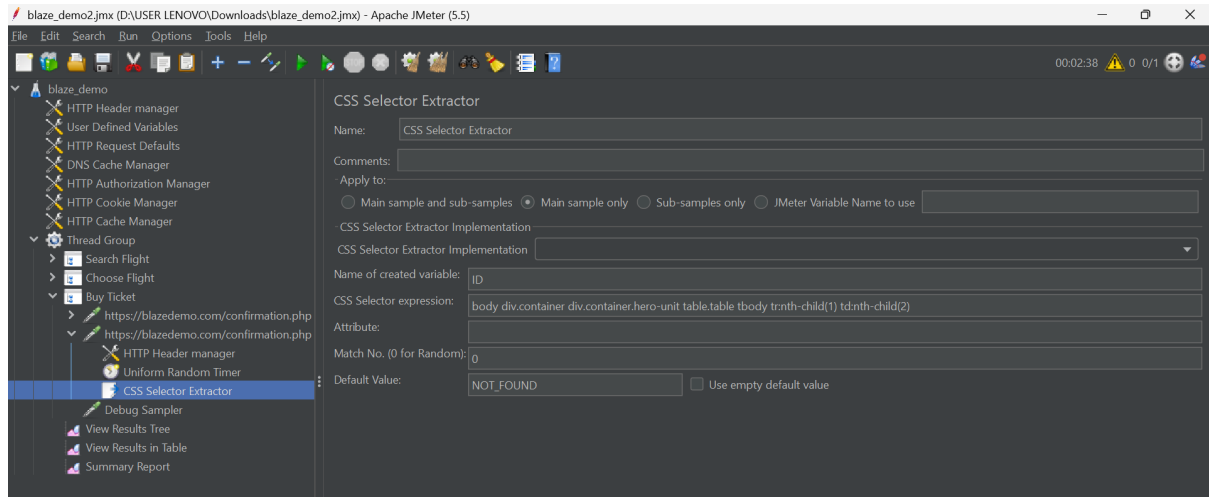 blaze_demo2.jmx (D:\USER LENOVO\Downloads\blaze_demo2.jmx) - Apache JMeter (5.5)
File Edit Search Run Options Tools Help
00:02:38 0 0/1
blaze_demo
HTTP Header manager
User Defined Variables
HTTP Request Defaults
DNS Cache Manager
HTTP Authorization Manager
HTTP Cookie Manager
HTTP Cache Manager
Thread Group
Search Flight
Choose Flight
Buy Ticket
https://blazedemo.com/confirmation.php
https://blazedemo.com/confirmation.php
HTTP Header manager
Uniform Random Timer
CSS Selector Extractor
Debug Sampler
View Results Tree
View Results in Table
Summary Report
CSS Selector Extractor
Name: CSS Selector Extractor
Comments:
Apply to:
Main sample and sub-samples Main sample only Sub-samples only JMeter Variable Name to use
CSS Selector Extractor Implementation
CSS Selector Extractor Implementation
Name of created variable: ID
CSS Selector expression: body div.container div.container.hero-unit table.table tbody tr:nth-child(1) td:nth-child(2)
Attribute:
Match No. (0 for Random): 0
Default Value: NOT_FOUND Use empty default value